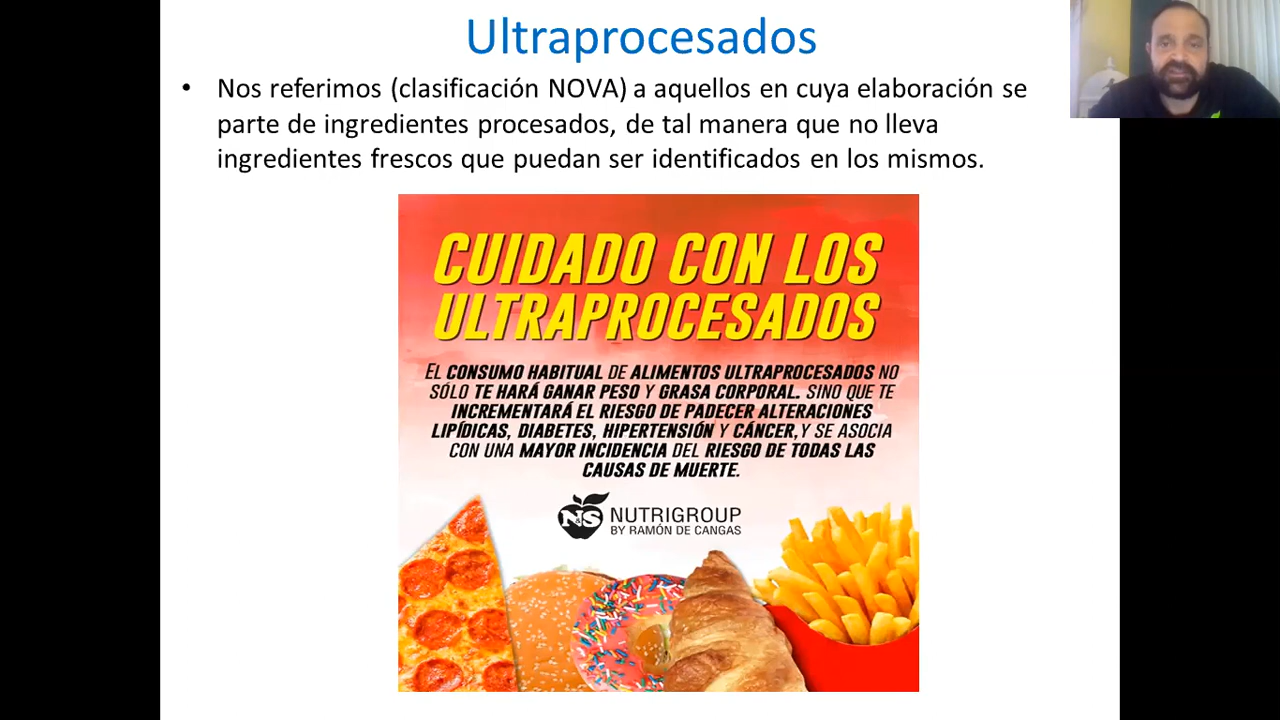 Ultraprocesados
• Nos referimos (clasificación NOVA) a aquellos en cuya elaboración se
parte de ingredientes procesados, de tal manera que no lleva
ingredientes frescos que puedan ser identificados en los mismos.
CUIDADO CON LOS
ULTRAPROCESADOS
EL CONSUMO HABITUAL DE ALIMENTOS ULTRAPROCESADOS NO
SÓLO TE HARÁ GANAR PESO Y GRASA CORPORAL. SINO QUE TE
INCREMENTARÁ EL RIESGO DE PADECER ALTERACIONES
LIPÍDICAS, DIABETES, HIPERTENSIÓN Y CÁNCER,Y SE ASOCIA
CON UNA MAYOR INCIDENCIA DEL RIESGO DE TODAS LAS
CAUSAS DE MUERTE.
N&S NUTRIGROUP
BY RAMÓN DE CANGAS